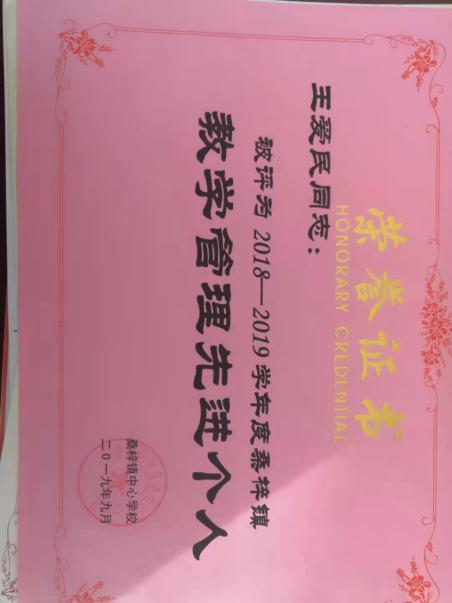 荣誉证书
HONORARY CREDENTIAL
王爱民同志：
被评为 2018—2019 学年度桑梓镇
教学管理先进个人
桑梓镇中心学校
二〇一九年九月